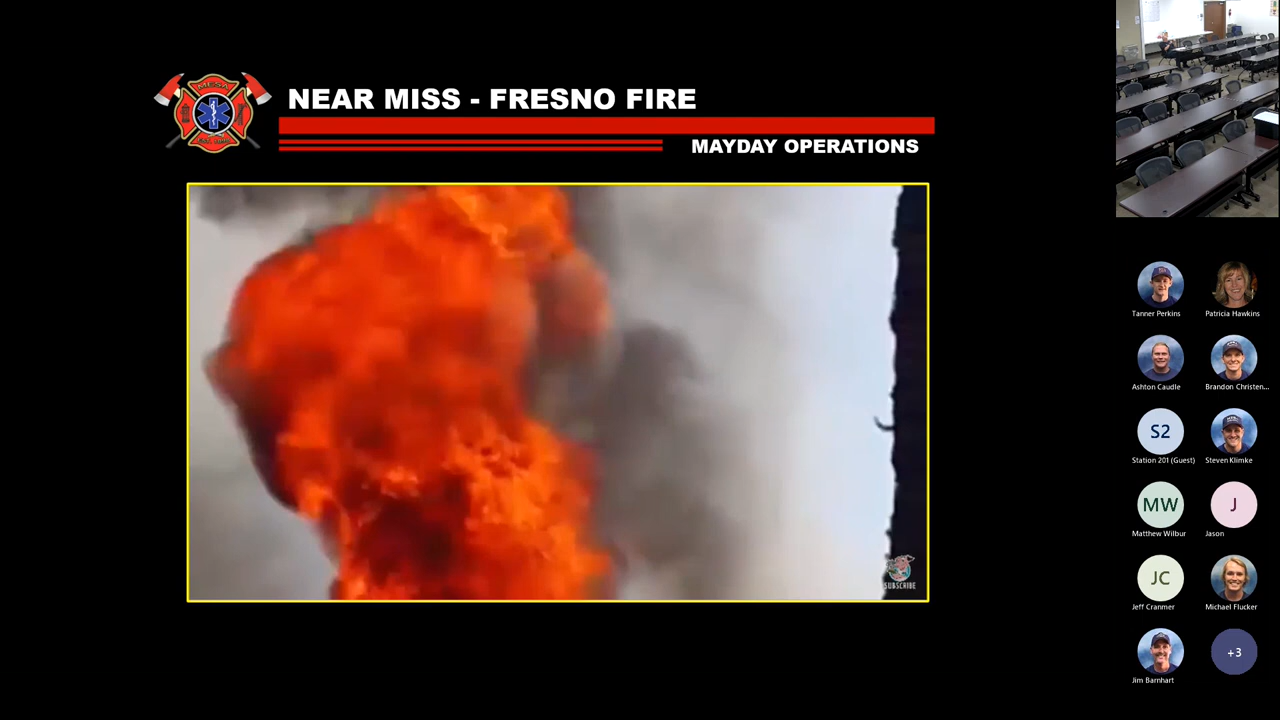 NEAR MISS - FRESNO FIRE
MAYDAY OPERATIONS
MESA
SUBSCRIBE
Tanner Perkins
Patricia Hawkins
Ashton Caudle
Brandon Christen...
S2
Station 201 (Guest)
Steven Klimke
MW
Matthew Wilbur
J
Jason
JC
Jeff Cranmer
Michael Flucker
Jim Barnhart
+3